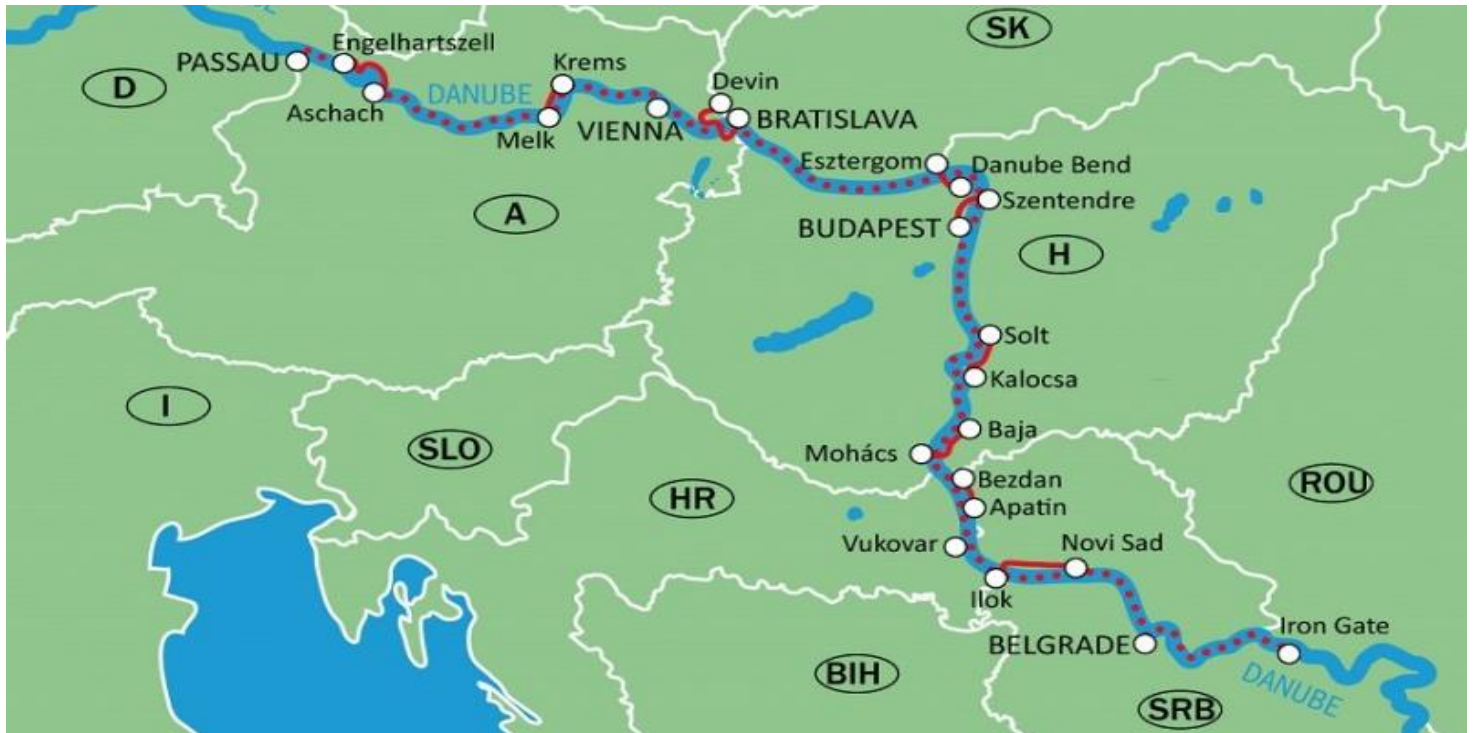 DANUBE
SK
PASSAU
Engelhartszell
Krems
D
DANUBE
Devin
Aschach
Melk
VIENNA
BRATISLAVA
Esztergom
Danube Bend
Szentendre
A
BUDAPEST
H
Solt
Kalocsa
I
SLO
Baja
Mohács
HR
Bezdan
ROU
Apatin
Vukovar
Novi Sad
Ilok
Iron Gate
BELGRADE
BIH
DANUBE
SRB